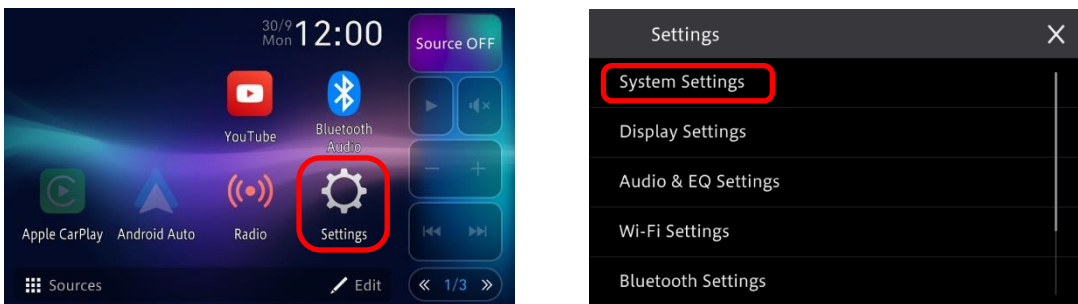 30/9
Mon
12:00
Source OFF
YouTube
Bluetooth
Audio
Apple CarPlay
Android Auto
Radio
Settings
Sources
Edit
1/3
Settings
System Settings
Display Settings
Audio & EQ Settings
Wi-Fi Settings
Bluetooth Settings